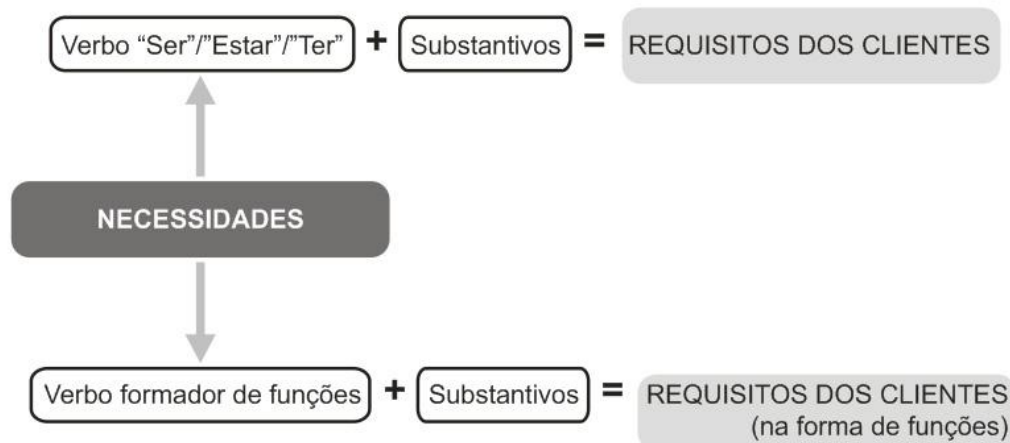 Verbo “Ser”/”Estar”/”Ter” + Substantivos = REQUISITOS DOS CLIENTES
NECESSIDADES
Verbo formador de funções + Substantivos = REQUISITOS DOS CLIENTES
(na forma de funções)